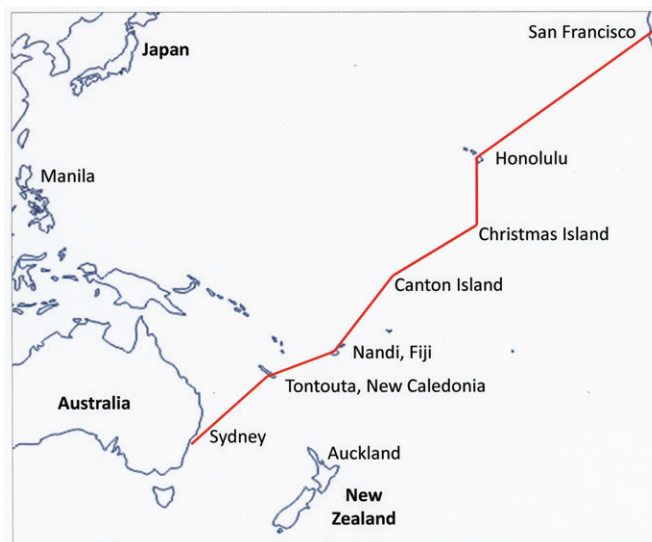 San Francisco
Japan
Honolulu
Manila
Christmas Island
Canton Island
Nandi, Fiji
Tontouta, New Caledonia
Australia
Sydney
Auckland
New
Zealand